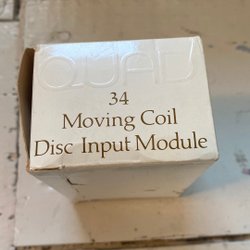 QUAD
34
Moving Coil
Disc Input Module